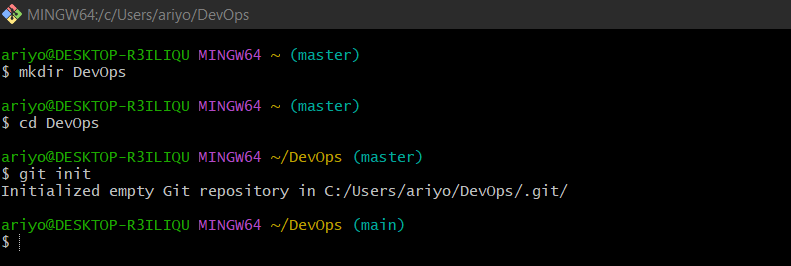 MINGW64:/c/Users/ariyo/DevOps
ariyo@DESKTOP-R3ILIQU MINGW64 ~ (master)
$ mkdir DevOps
ariyo@DESKTOP-R3ILIQU MINGW64 ~ (master)
$ cd DevOps
ariyo@DESKTOP-R3ILIQU MINGW64 ~/DevOps (master)
$ git init
Initialized empty Git repository in C:/Users/ariyo/DevOps/.git/
ariyo@DESKTOP-R3ILIQU MINGW64 ~/DevOps (main)
$